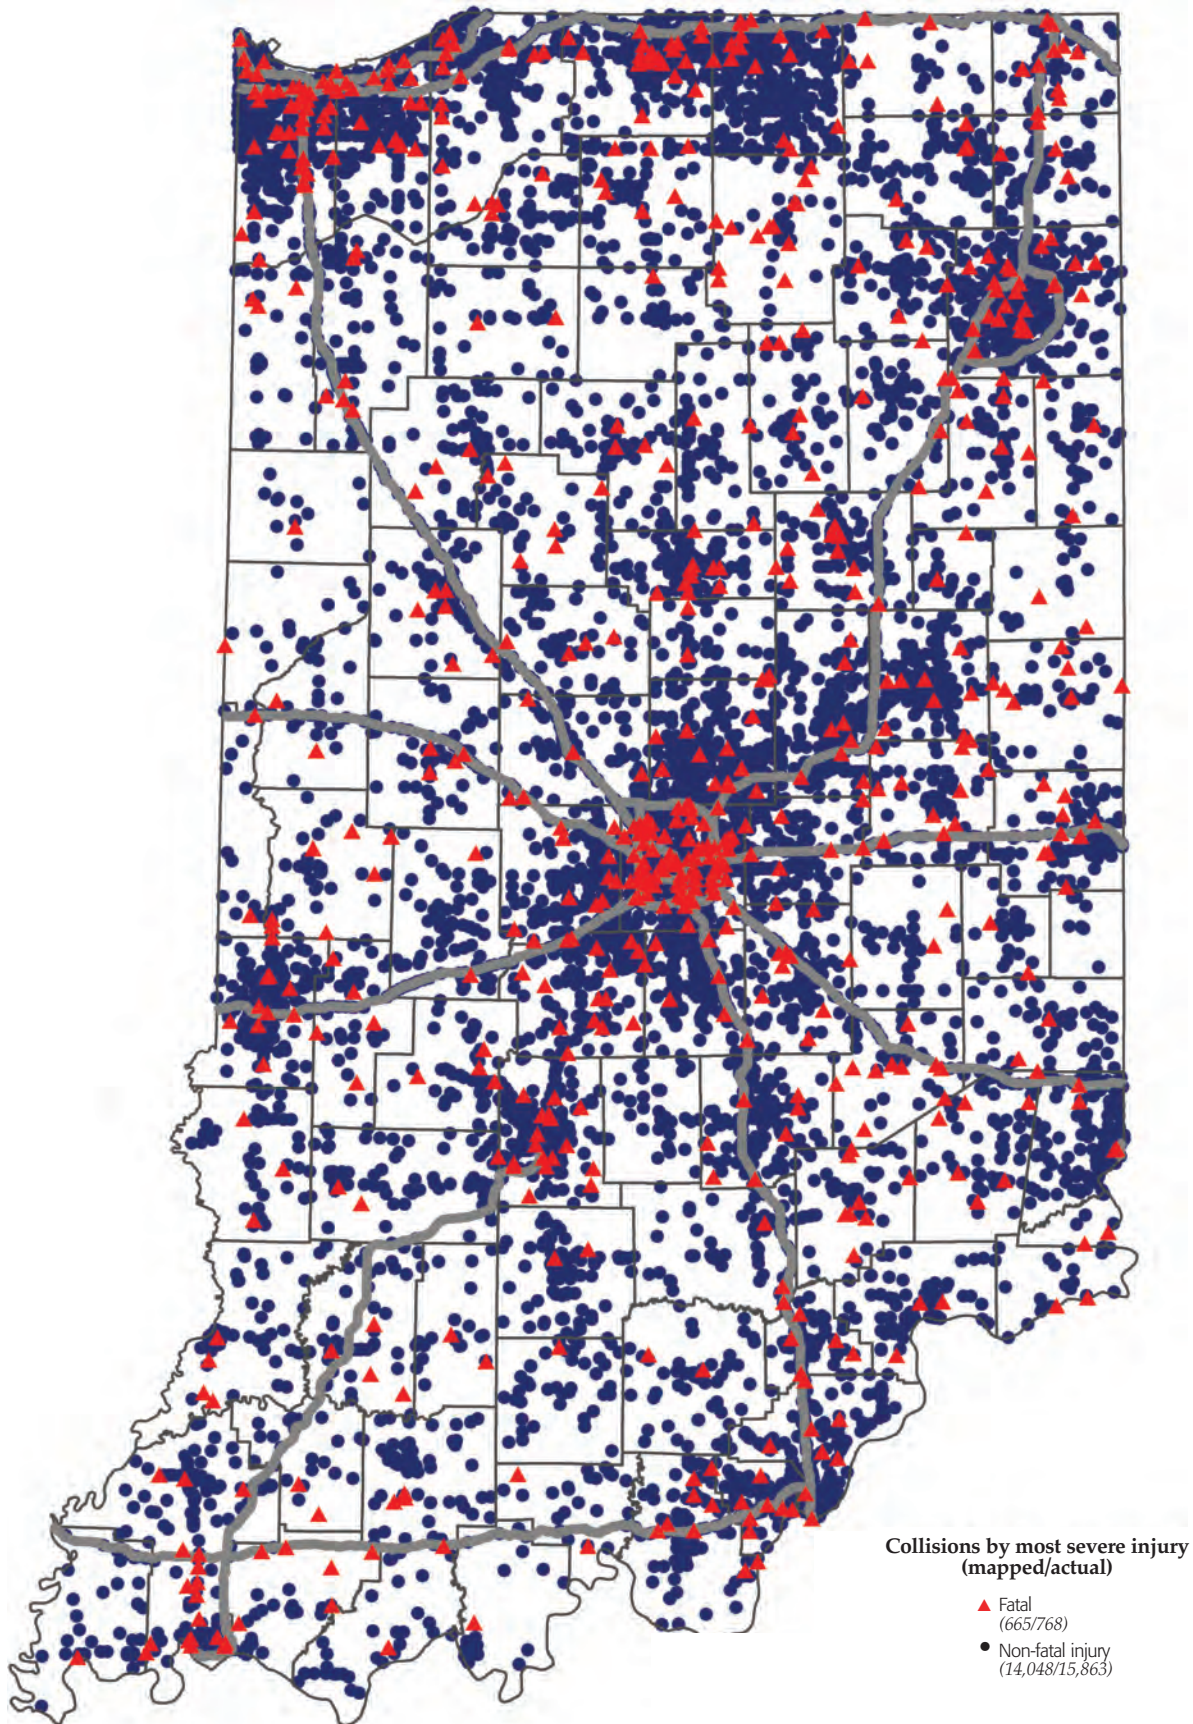 Collisions by most severe injury
(mapped/actual)
Fatal
(665/768)
Non-fatal injury
(14,048/15,863)